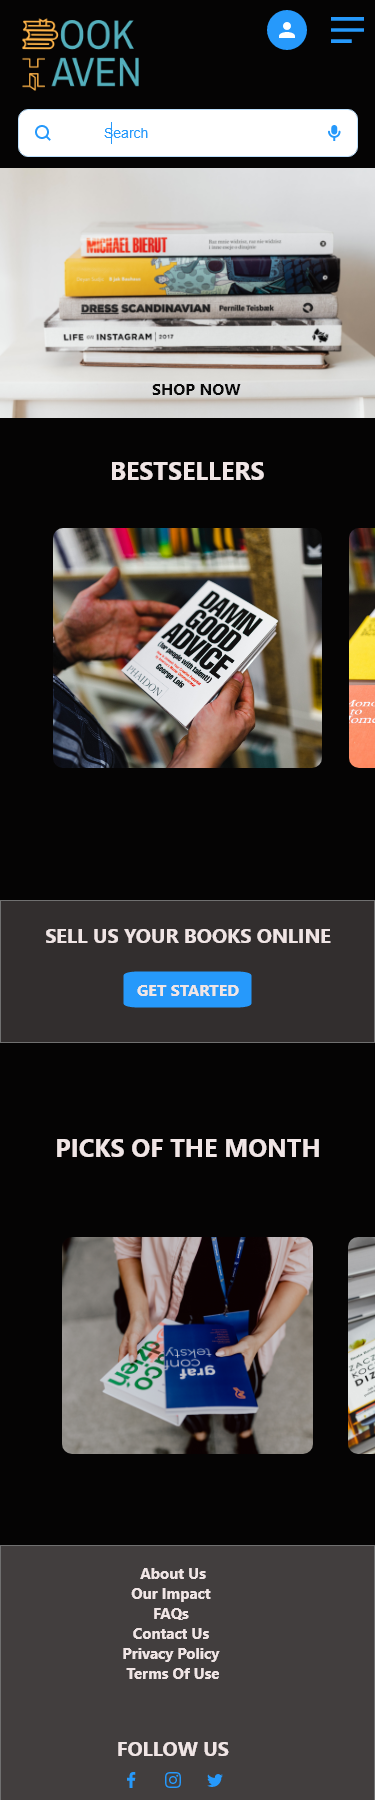 BOOK
HAVEN
Search
MICHAEL BIERUT
DRESS SCANDINAVIAN Pernille Teisbæk
LIFE on INSTAGRAM | 2017
SHOP NOW
BESTSELLERS
DAMN
GOOD
ADVICE
(for people with talent!)
George Lois
PHAIDON
SELL US YOUR BOOKS ONLINE
GET STARTED
PICKS OF THE MONTH
graf
teksty
FOLLOW US
About Us
Our Impact
FAQs
Contact Us
Privacy Policy
Terms Of Use